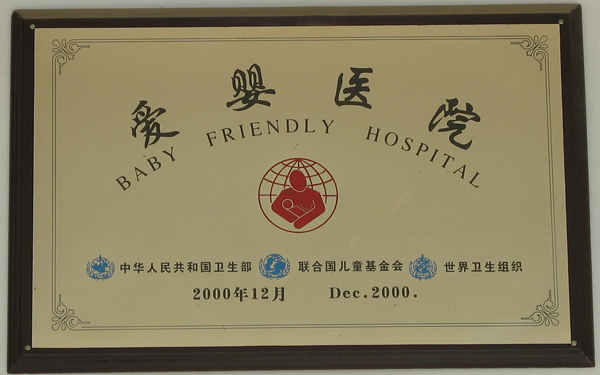 爱婴医院
BABY FRIENDLY HOSPITAL
中华人民共和国卫生部 联合国儿童基金会 世界卫生组织
2000年12月 Dec.2000.